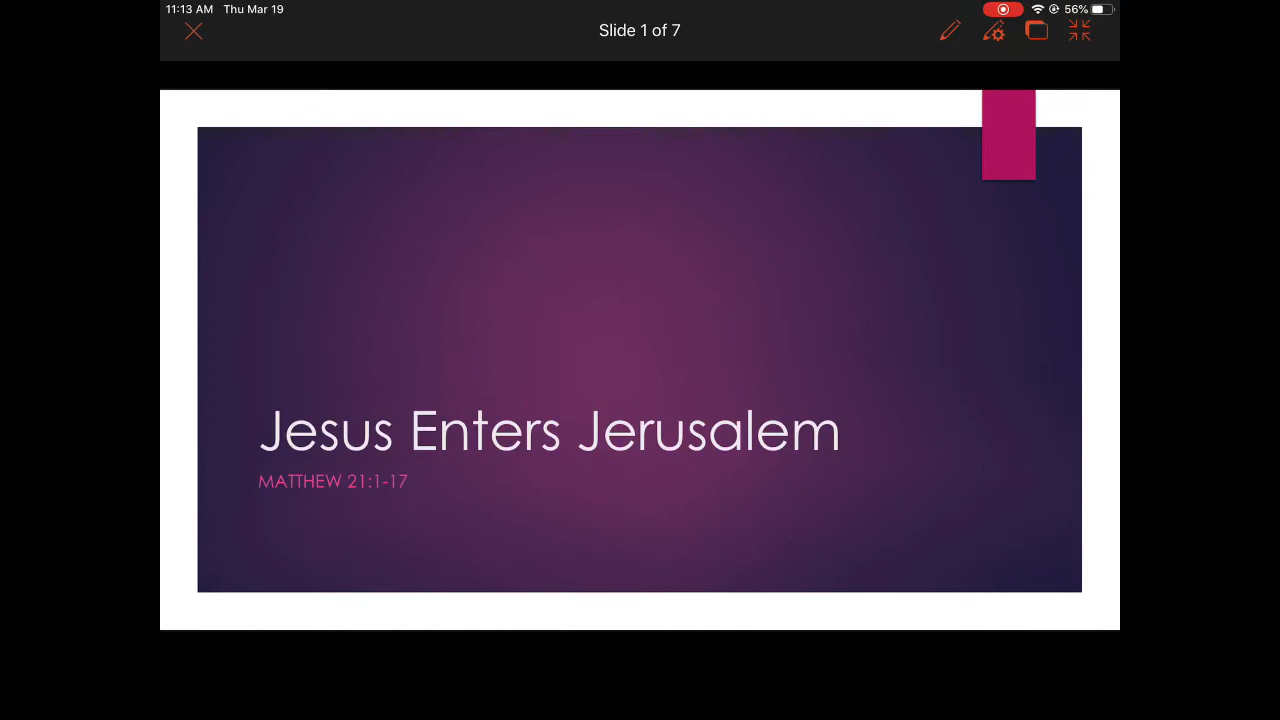 11:13 AM Thu Mar 19 56%
Slide 1 of 7
Jesus Enters Jerusalem
MATTHEW 21:1-17